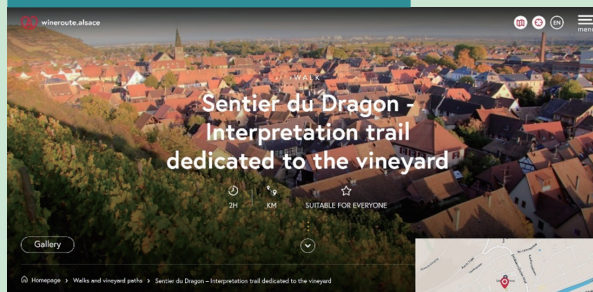 wineroute.alsace
EN
menu
WALK
Sentier du Dragon -
Interpretation trail
dedicated to the vineyard
2H
KM
SUITABLE FOR EVERYONE
Gallery
Homepage > Walks and vineyard paths > Sentier du Dragon – Interpretation trail dedicated to the vineyard